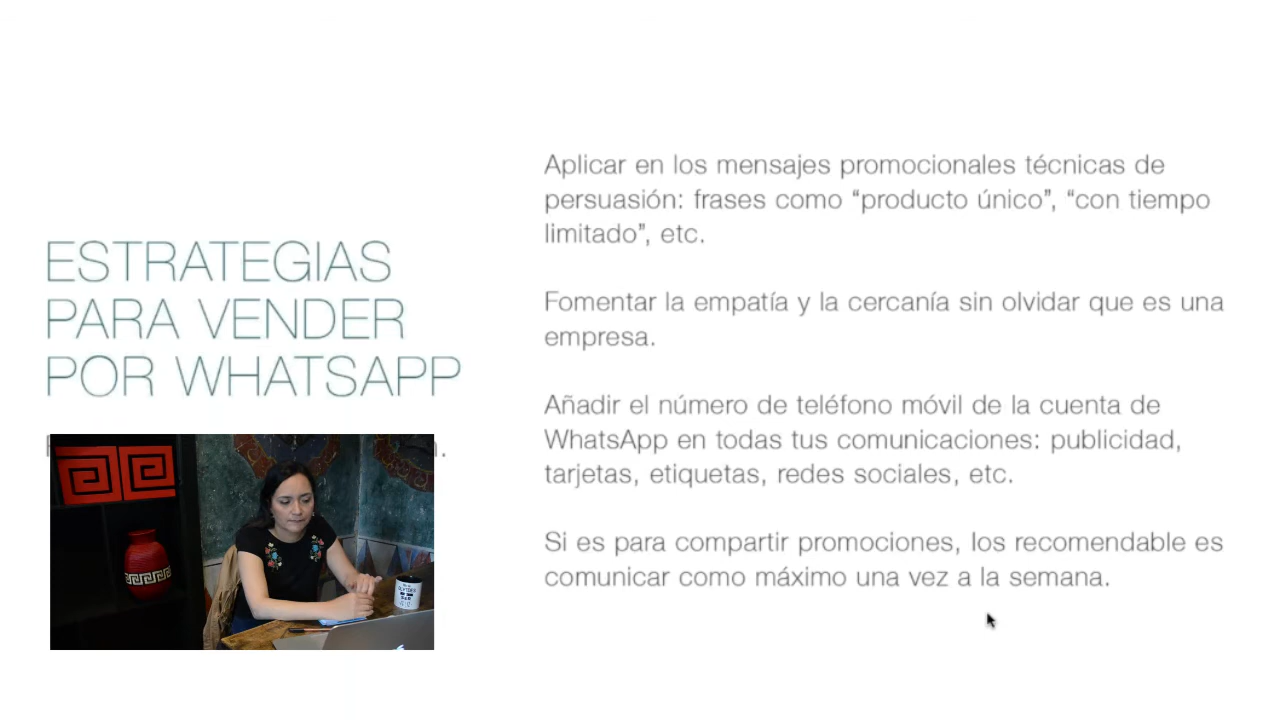 ESTRATEGIAS
PARA VENDER
POR WHATSAPP
Aplicar en los mensajes promocionales técnicas de
persuasión: frases como “producto único”, “con tiempo
limitado”, etc.
Fomentar la empatía y la cercanía sin olvidar que es una
empresa.
Añadir el número de teléfono móvil de la cuenta de
WhatsApp en todas tus comunicaciones: publicidad,
tarjetas, etiquetas, redes sociales, etc.
Si es para compartir promociones, los recomendable es
comunicar como máximo una vez a la semana.